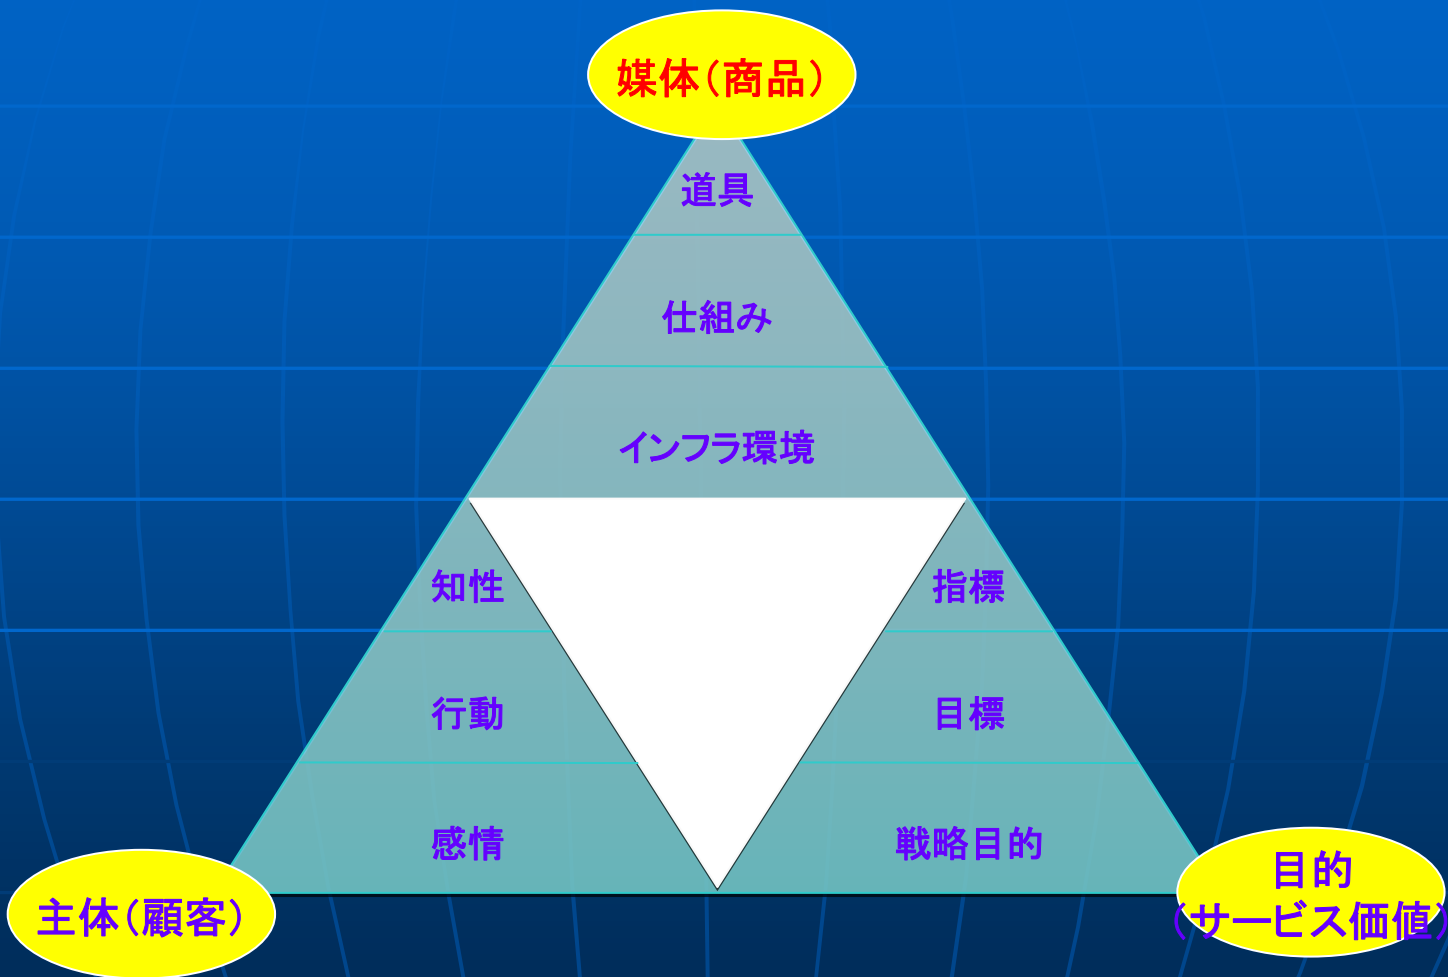 媒体（商品）
道具
仕組み
インフラ環境
知性
指標
行動
目標
感情
戦略目的
主体（顧客）
目的
（サービス価値）